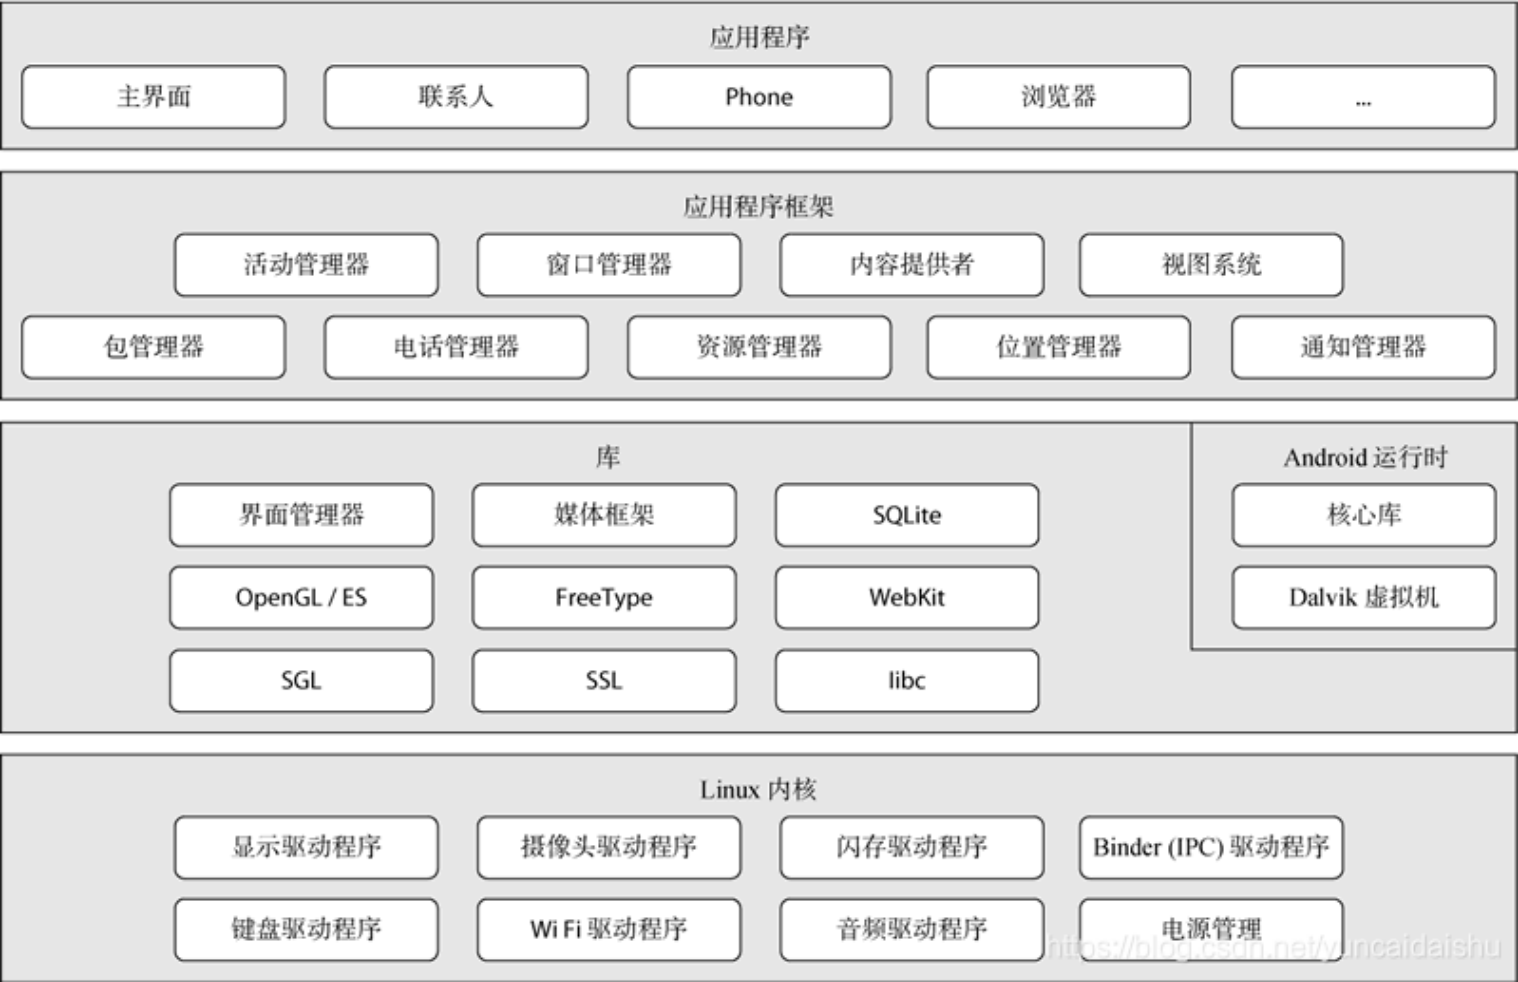 应用程序
主界面 联系人 Phone 浏览器 ...
应用程序框架
活动管理器 窗口管理器 内容提供者 视图系统
包管理器 电话管理器 资源管理器 位置管理器 通知管理器
库 Android 运行时
界面管理器 媒体框架 SQLite 核心库
OpenGL / ES FreeType WebKit Dalvik 虚拟机
SGL SSL libc
Linux 内核
显示驱动程序 摄像头驱动程序 闪存驱动程序 Binder (IPC) 驱动程序
键盘驱动程序 Wi Fi 驱动程序 音频驱动程序 电源管理
https://blog.csdn.net/yuncaidaishu